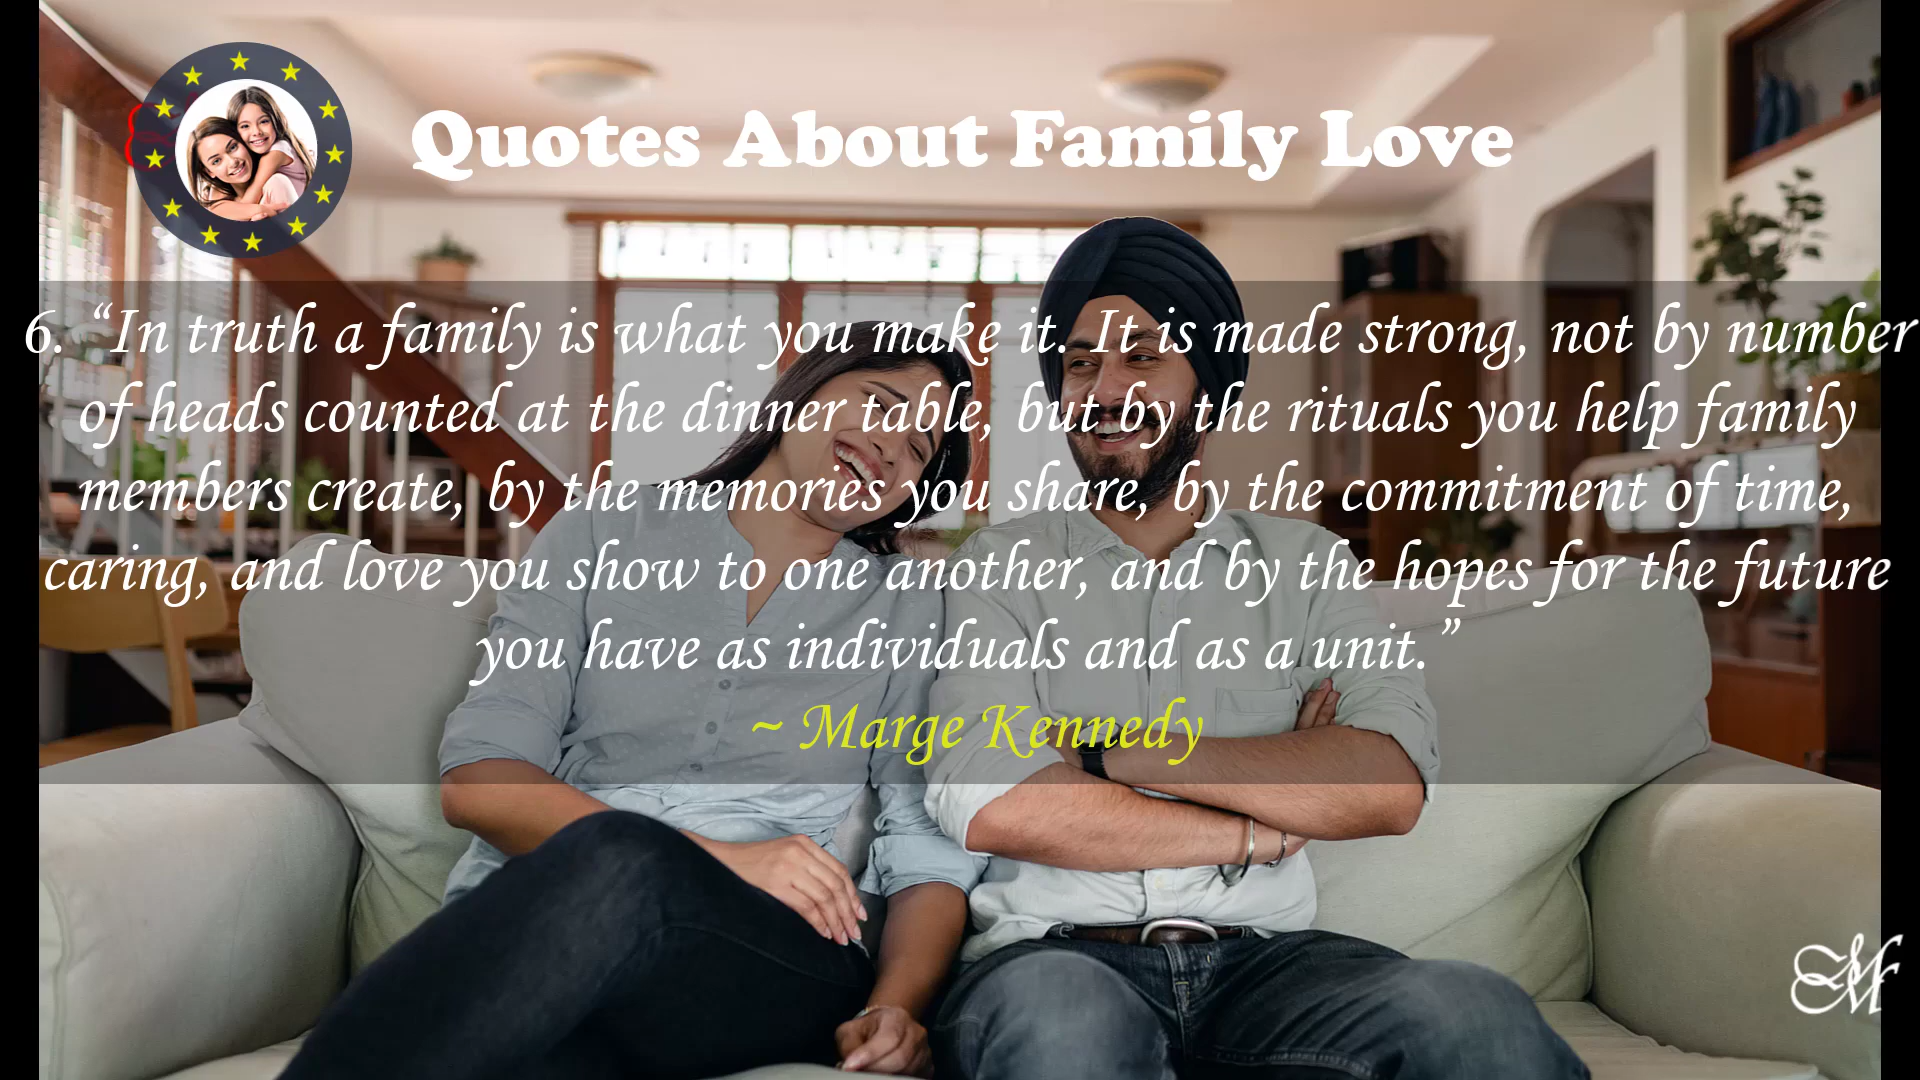 Quotes About Family Love
6. “In truth a family is what you make it. It is made strong, not by number
of heads counted at the dinner table, but by the rituals you help family
members create, by the memories you share, by the commitment of time,
caring, and love you show to one another, and by the hopes for the future
you have as individuals and as a unit.”
~ Marge Kennedy